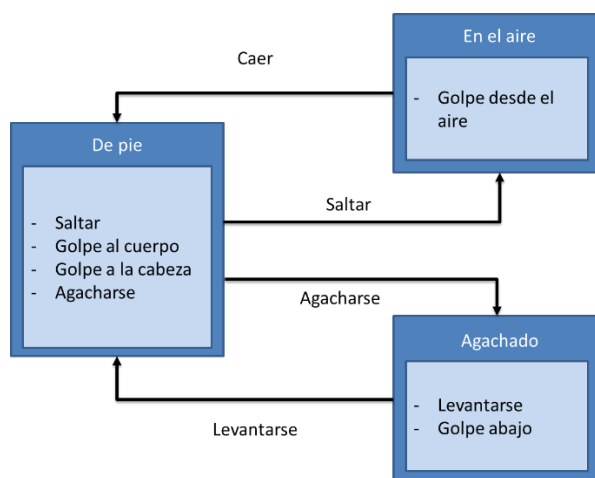 En el aire
- Golpe desde el
aire
Caer
De pie
- Saltar
- Golpe al cuerpo
- Golpe a la cabeza
- Agacharse
Saltar
Agacharse
Agachado
- Levantarse
- Golpe abajo
Levantarse